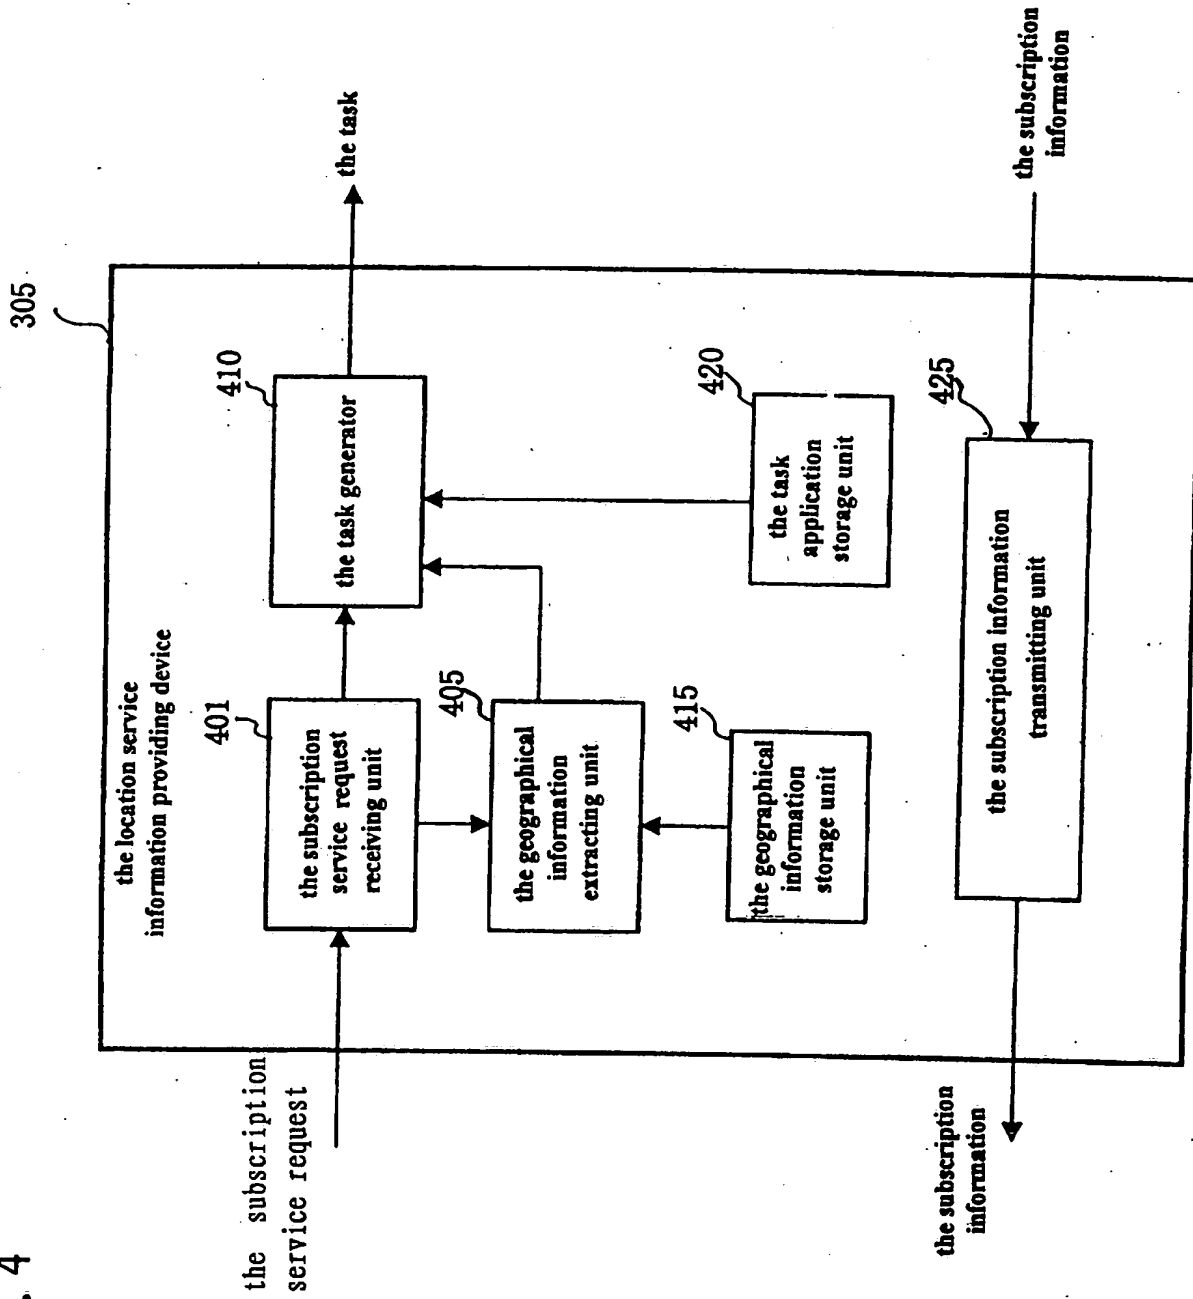 . 4
305
the location service
information providing device
the subscription
service request
401
the subscription
service request
receiving unit
410
the task generator
the task
405
the geographical
information
extracting unit
415
the geographical
information
storage unit
420
the task
application
storage unit
425
the subscription information
transmitting unit
the subscription
information
the subscription
information